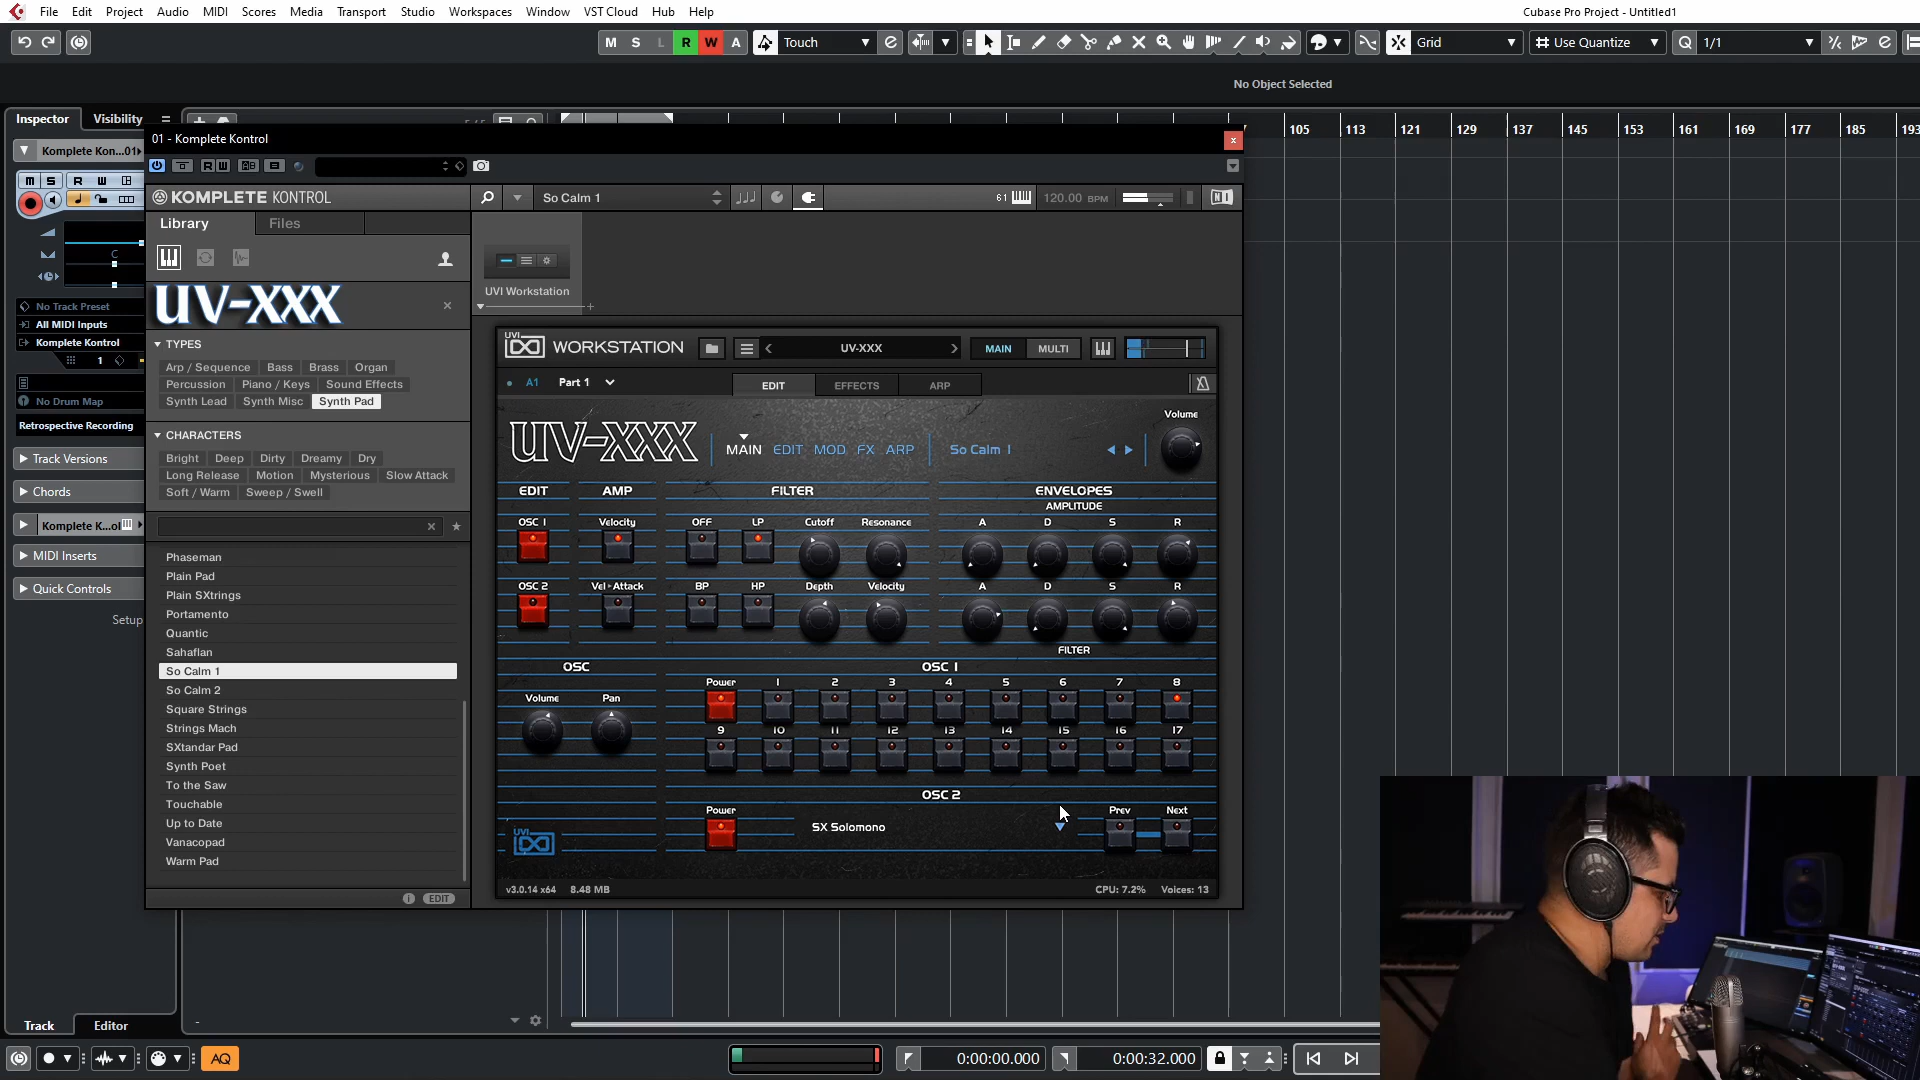 File Edit Project Audio MIDI Scores Media Transport Studio Workspaces Window VST Cloud Hub Help
Cubase Pro Project - Untitled1
M S L R W A Touch Grid Use Quantize Q 1/1
No Object Selected
Inspector Visibility
105 113 121 129 137 145 153 161 169 177 185 193
01 - Komplete Kontrol
Komplete Kon...01
M S R W
R W
KOMPLETE KONTROL
So Calm 1
61
120.00 BPM
Library Files
C
UVI Workstation
UV-XXX
No Track Preset
All MIDI Inputs
Komplete Kontrol
1
No Drum Map
Retrospective Recording
Track Versions
Chords
Komplete K...ol
MIDI Inserts
Quick Controls
Setup
TYPES
Arp / Sequence Bass Brass Organ
Percussion Piano / Keys Sound Effects
Synth Lead Synth Misc Synth Pad
CHARACTERS
Bright Deep Dirty Dreamy Dry
Long Release Motion Mysterious Slow Attack
Soft / Warm Sweep / Swell
Phaseman
Plain Pad
Plain SXtrings
Portamento
Quantic
Sahaflan
So Calm 1
So Calm 2
Square Strings
Strings Mach
SXtandar Pad
Synth Poet
To the Saw
Touchable
Up to Date
Vanacopad
Warm Pad
EDIT
UVI WORKSTATION UV-XXX MAIN MULTI
A1 Part 1
EDIT EFFECTS ARP
UV-XXX MAIN EDIT MOD FX ARP So Calm 1
Volume
EDIT AMP FILTER ENVELOPES
AMPLITUDE
OSC 1 Velocity OFF LP Cutoff Resonance A D S R
OSC 2 Vel▸Attack BP HP Depth Velocity A D S R
FILTER
OSC OSC 1
Volume Pan
Power 1 2 3 4 5 6 7 8
9 10 11 12 13 14 15 16 17
OSC 2
Power SX Solomono Prev Next
UVI
v3.0.14 x64 8.48 MB CPU: 7.2% Voices: 13
Track Editor
AQ
0:00:00.000 0:00:32.000